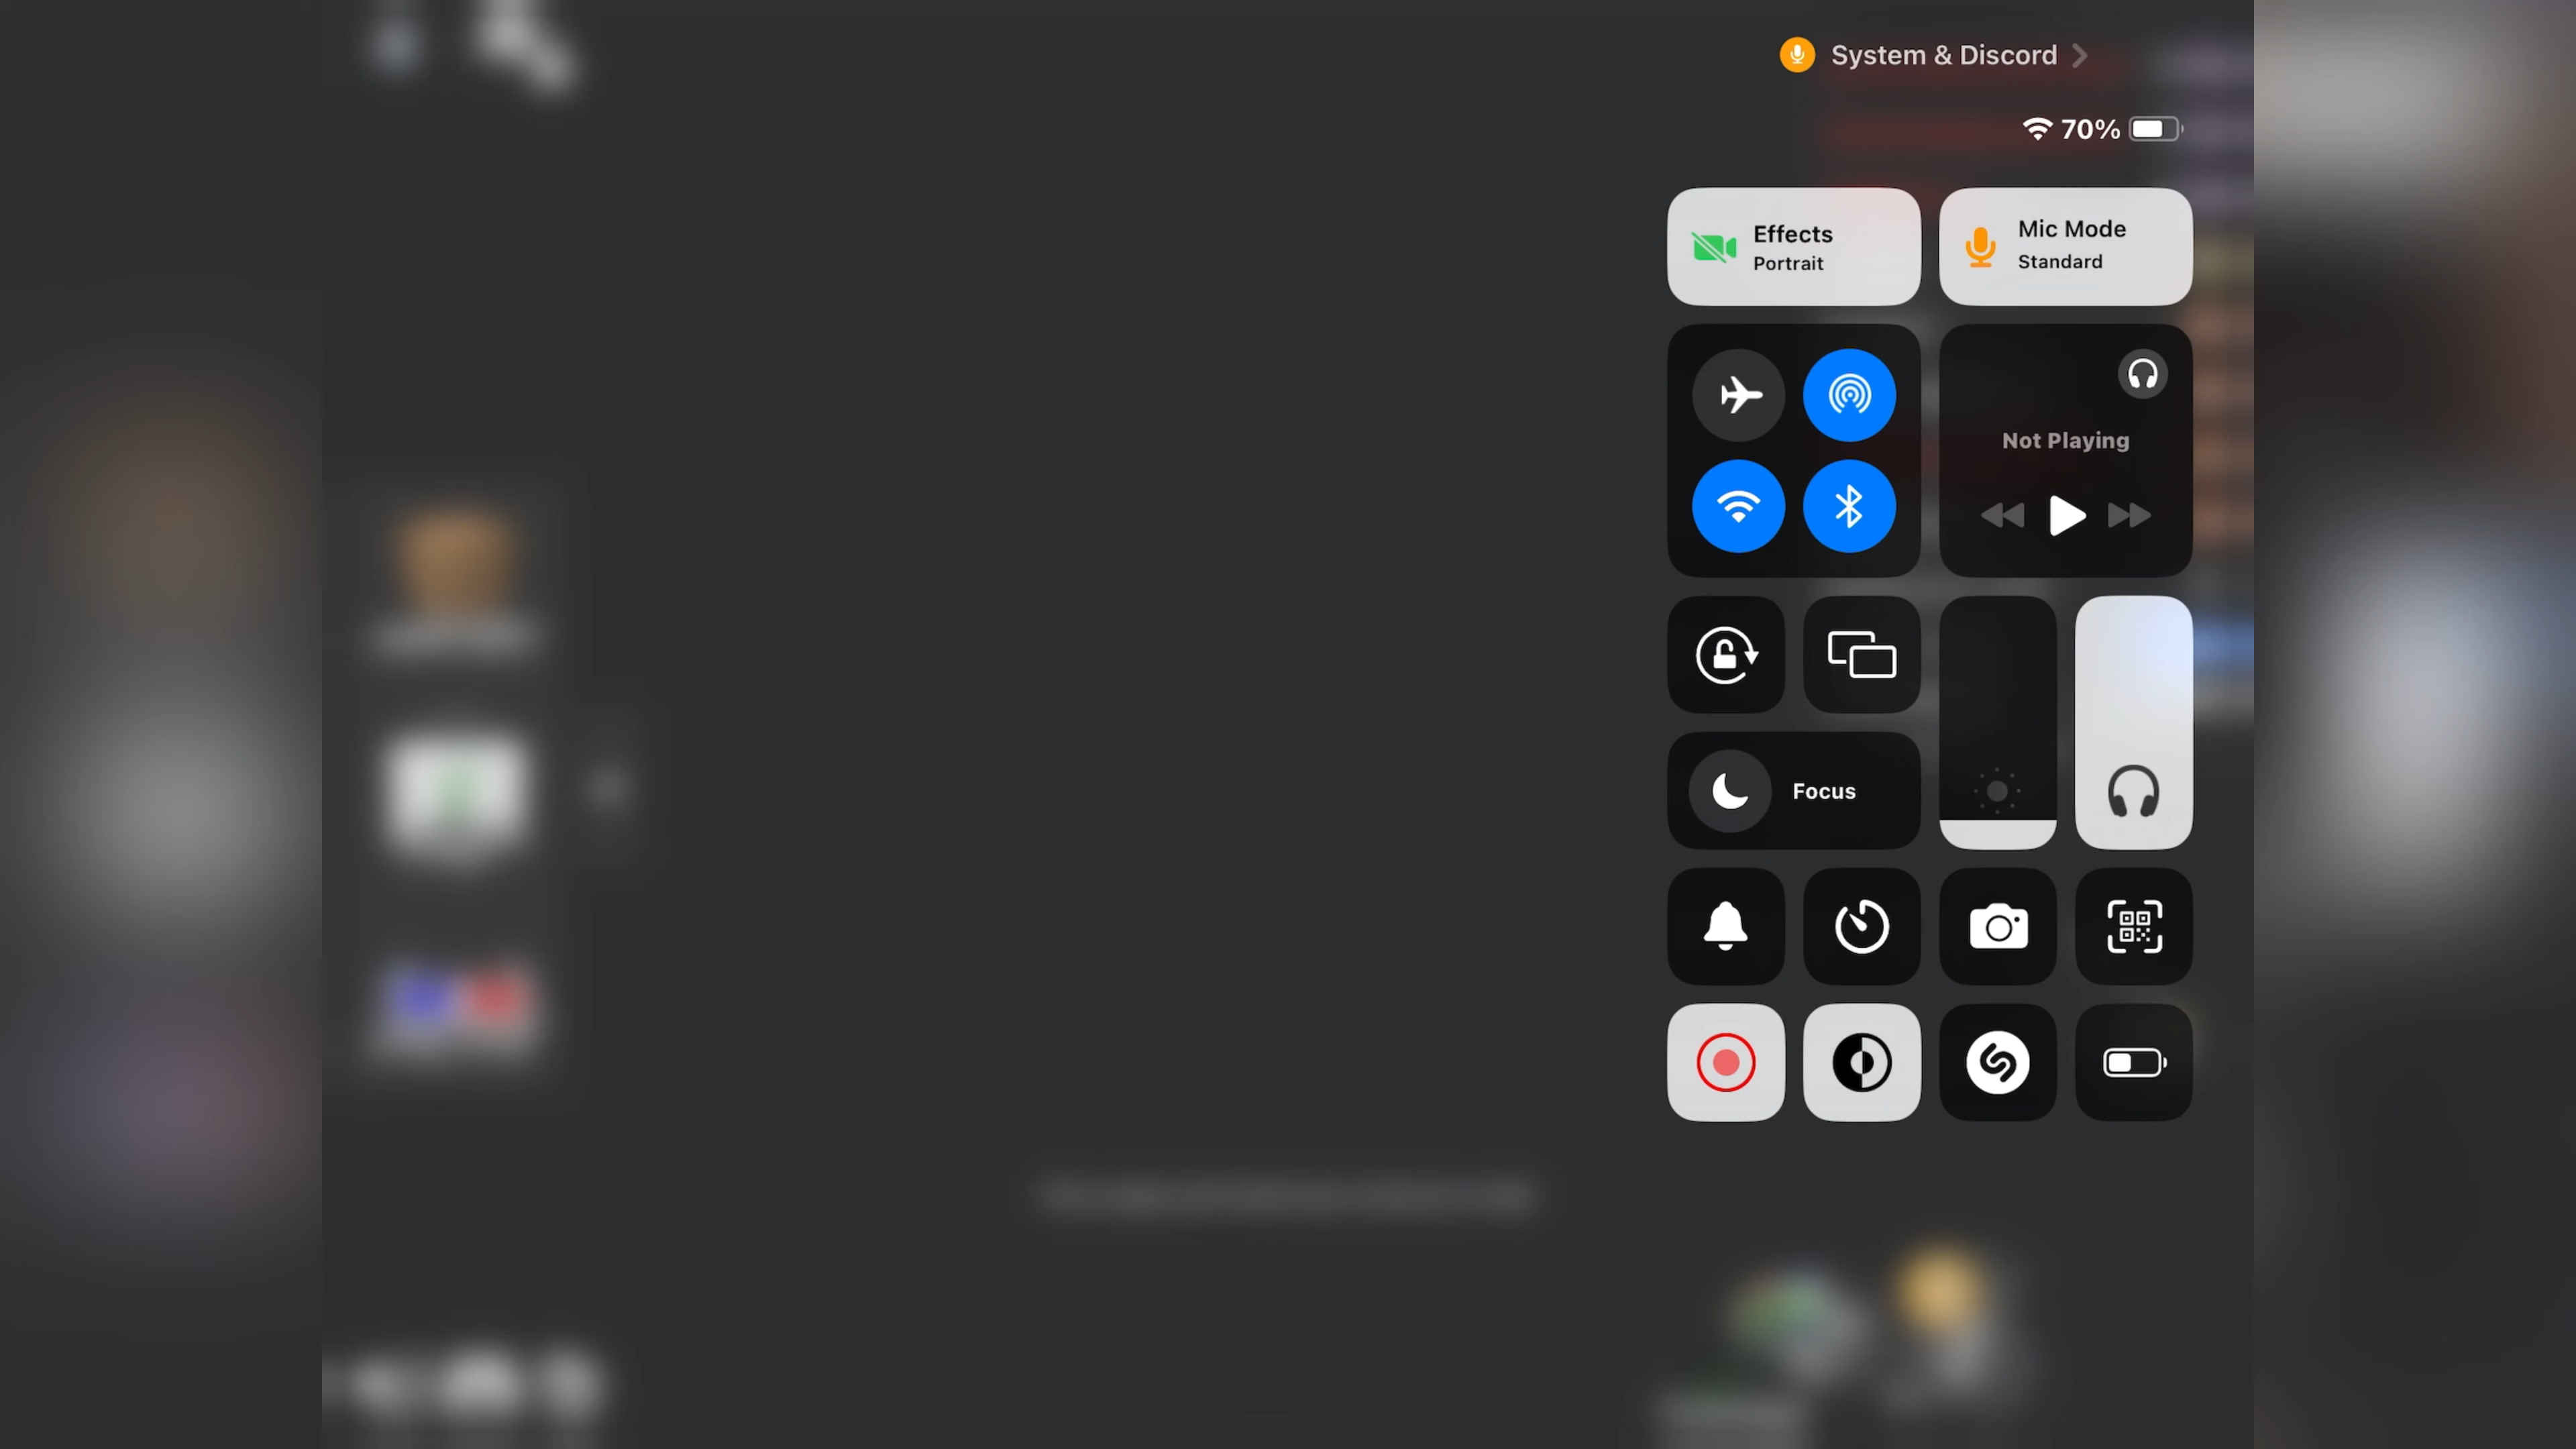 System & Discord
70%
Effects
Portrait
Mic Mode
Standard
Not Playing
Focus